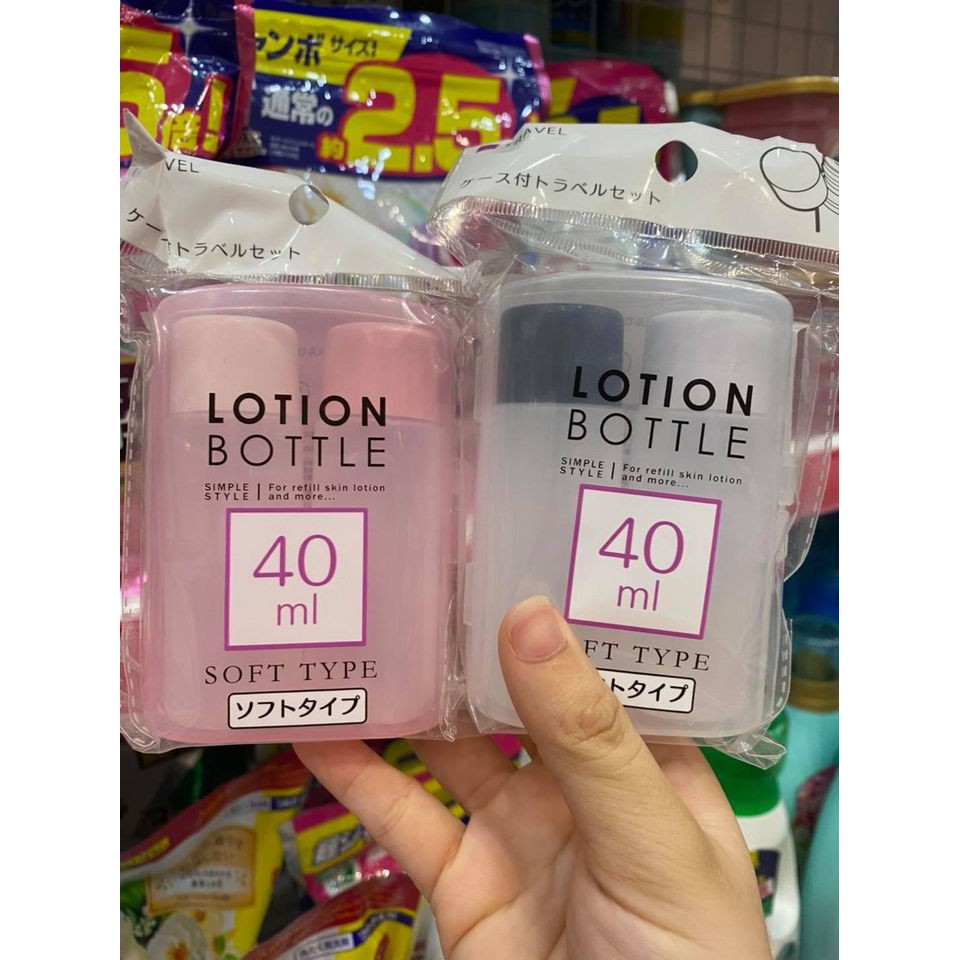 ャンボサイズ!
通常の
約2.5
VEL
ケー
トラベルセット
LOTION
BOTTLE
SIMPLE STYLE
For refill skin lotion
and more...
40
ml
SOFT TYPE
ソフトタイプ
AVEL
ケース付トラベルセット
LOTION
BOTTLE
SIMPLE STYLE
For refill skin lotion
and more...
40
ml
FT TYPE
トタイプ